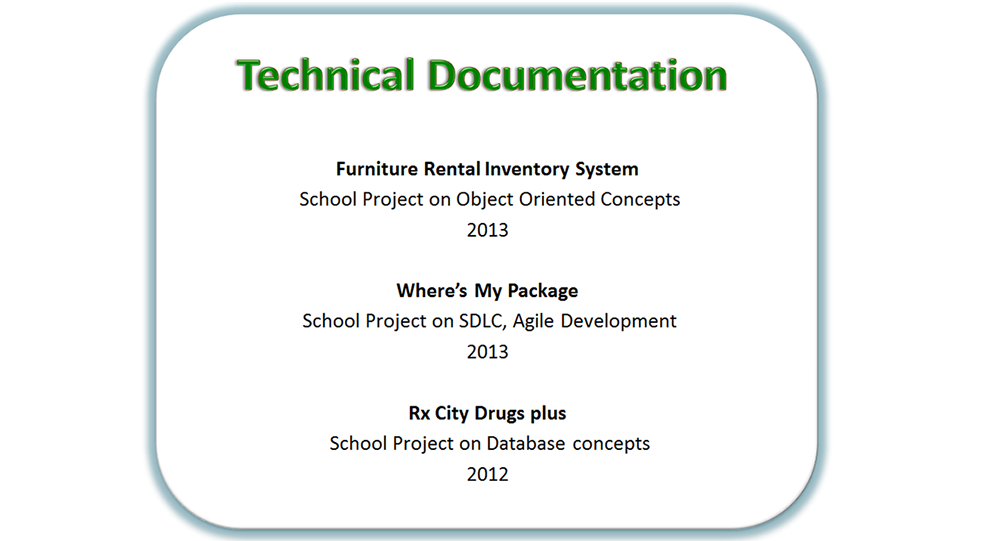 Technical Documentation
Furniture Rental Inventory System
School Project on Object Oriented Concepts
2013
Where’s My Package
School Project on SDLC, Agile Development
2013
Rx City Drugs plus
School Project on Database concepts
2012